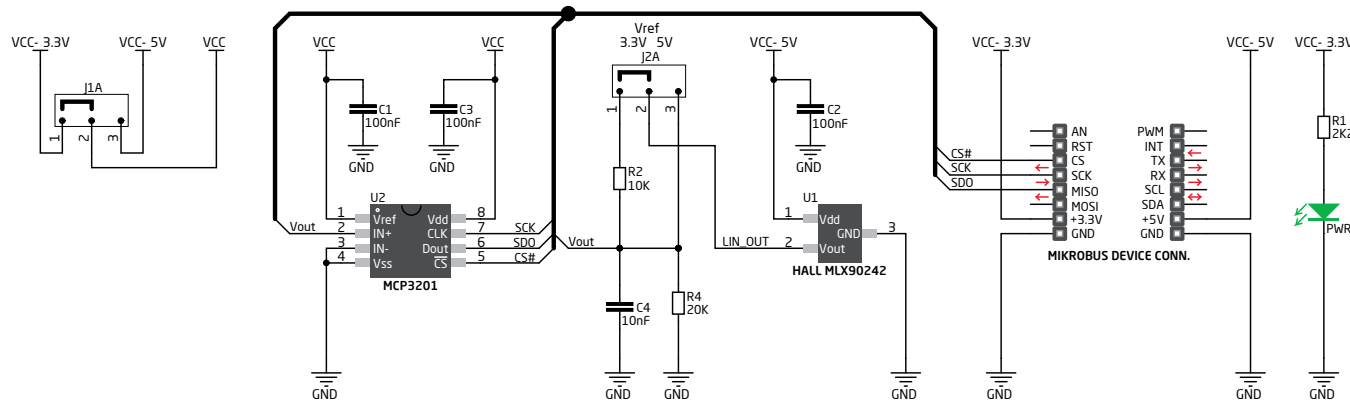 VCC- 3.3V
VCC- 5V
VCC
J1A
1
2
3
VCC
VCC
C1
100nF
C3
100nF
GND
GND
U2
1
2
3
4
Vref
IN+
IN-
Vss
Vdd
CLK
Dout
CS
8
7
6
5
MCP3201
Vout
SCK
SDO
CS#
GND
Vref
3.3V 5V
J2A
1
2
3
R2
10K
Vout
C4
10nF
R4
20K
GND
GND
LIN_OUT
VCC- 5V
C2
100nF
GND
U1
1
2
3
Vdd
GND
Vout
HALL MLX90242
GND
CS#
SCK
SDO
VCC- 3.3V
VCC- 5V
AN
RST
CS
SCK
MISO
MOSI
+3.3V
GND
PWM
INT
TX
RX
SCL
SDA
+5V
GND
MIKROBUS DEVICE CONN.
GND
GND
VCC- 3.3V
R1
2K2
PWR
GND